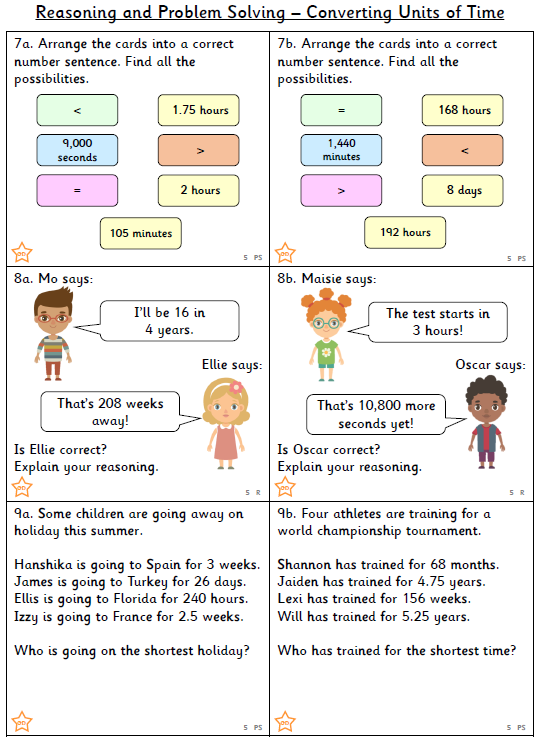 Reasoning and Problem Solving – Converting Units of Time
7a. Arrange the cards into a correct
number sentence. Find all the
possibilities.
<
1.75 hours
9,000
seconds
>
=
2 hours
105 minutes
5 PS
7b. Arrange the cards into a correct
number sentence. Find all the
possibilities.
=
168 hours
1,440
minutes
<
>
8 days
192 hours
5 PS
8a. Mo says:
I'll be 16 in
4 years.
Ellie says:
That's 208 weeks
away!
Is Ellie correct?
Explain your reasoning.
5 R
8b. Maisie says:
The test starts in
3 hours!
Oscar says:
That's 10,800 more
seconds yet!
Is Oscar correct?
Explain your reasoning.
5 R
9a. Some children are going away on
holiday this summer.
Hanshika is going to Spain for 3 weeks.
James is going to Turkey for 26 days.
Ellis is going to Florida for 240 hours.
Izzy is going to France for 2.5 weeks.
Who is going on the shortest holiday?
GD
5 PS
9b. Four athletes are training for a
world championship tournament.
Shannon has trained for 68 months.
Jaiden has trained for 4.75 years.
Lexi has trained for 156 weeks.
Will has trained for 5.25 years.
Who has trained for the shortest time?
GD
5 PS